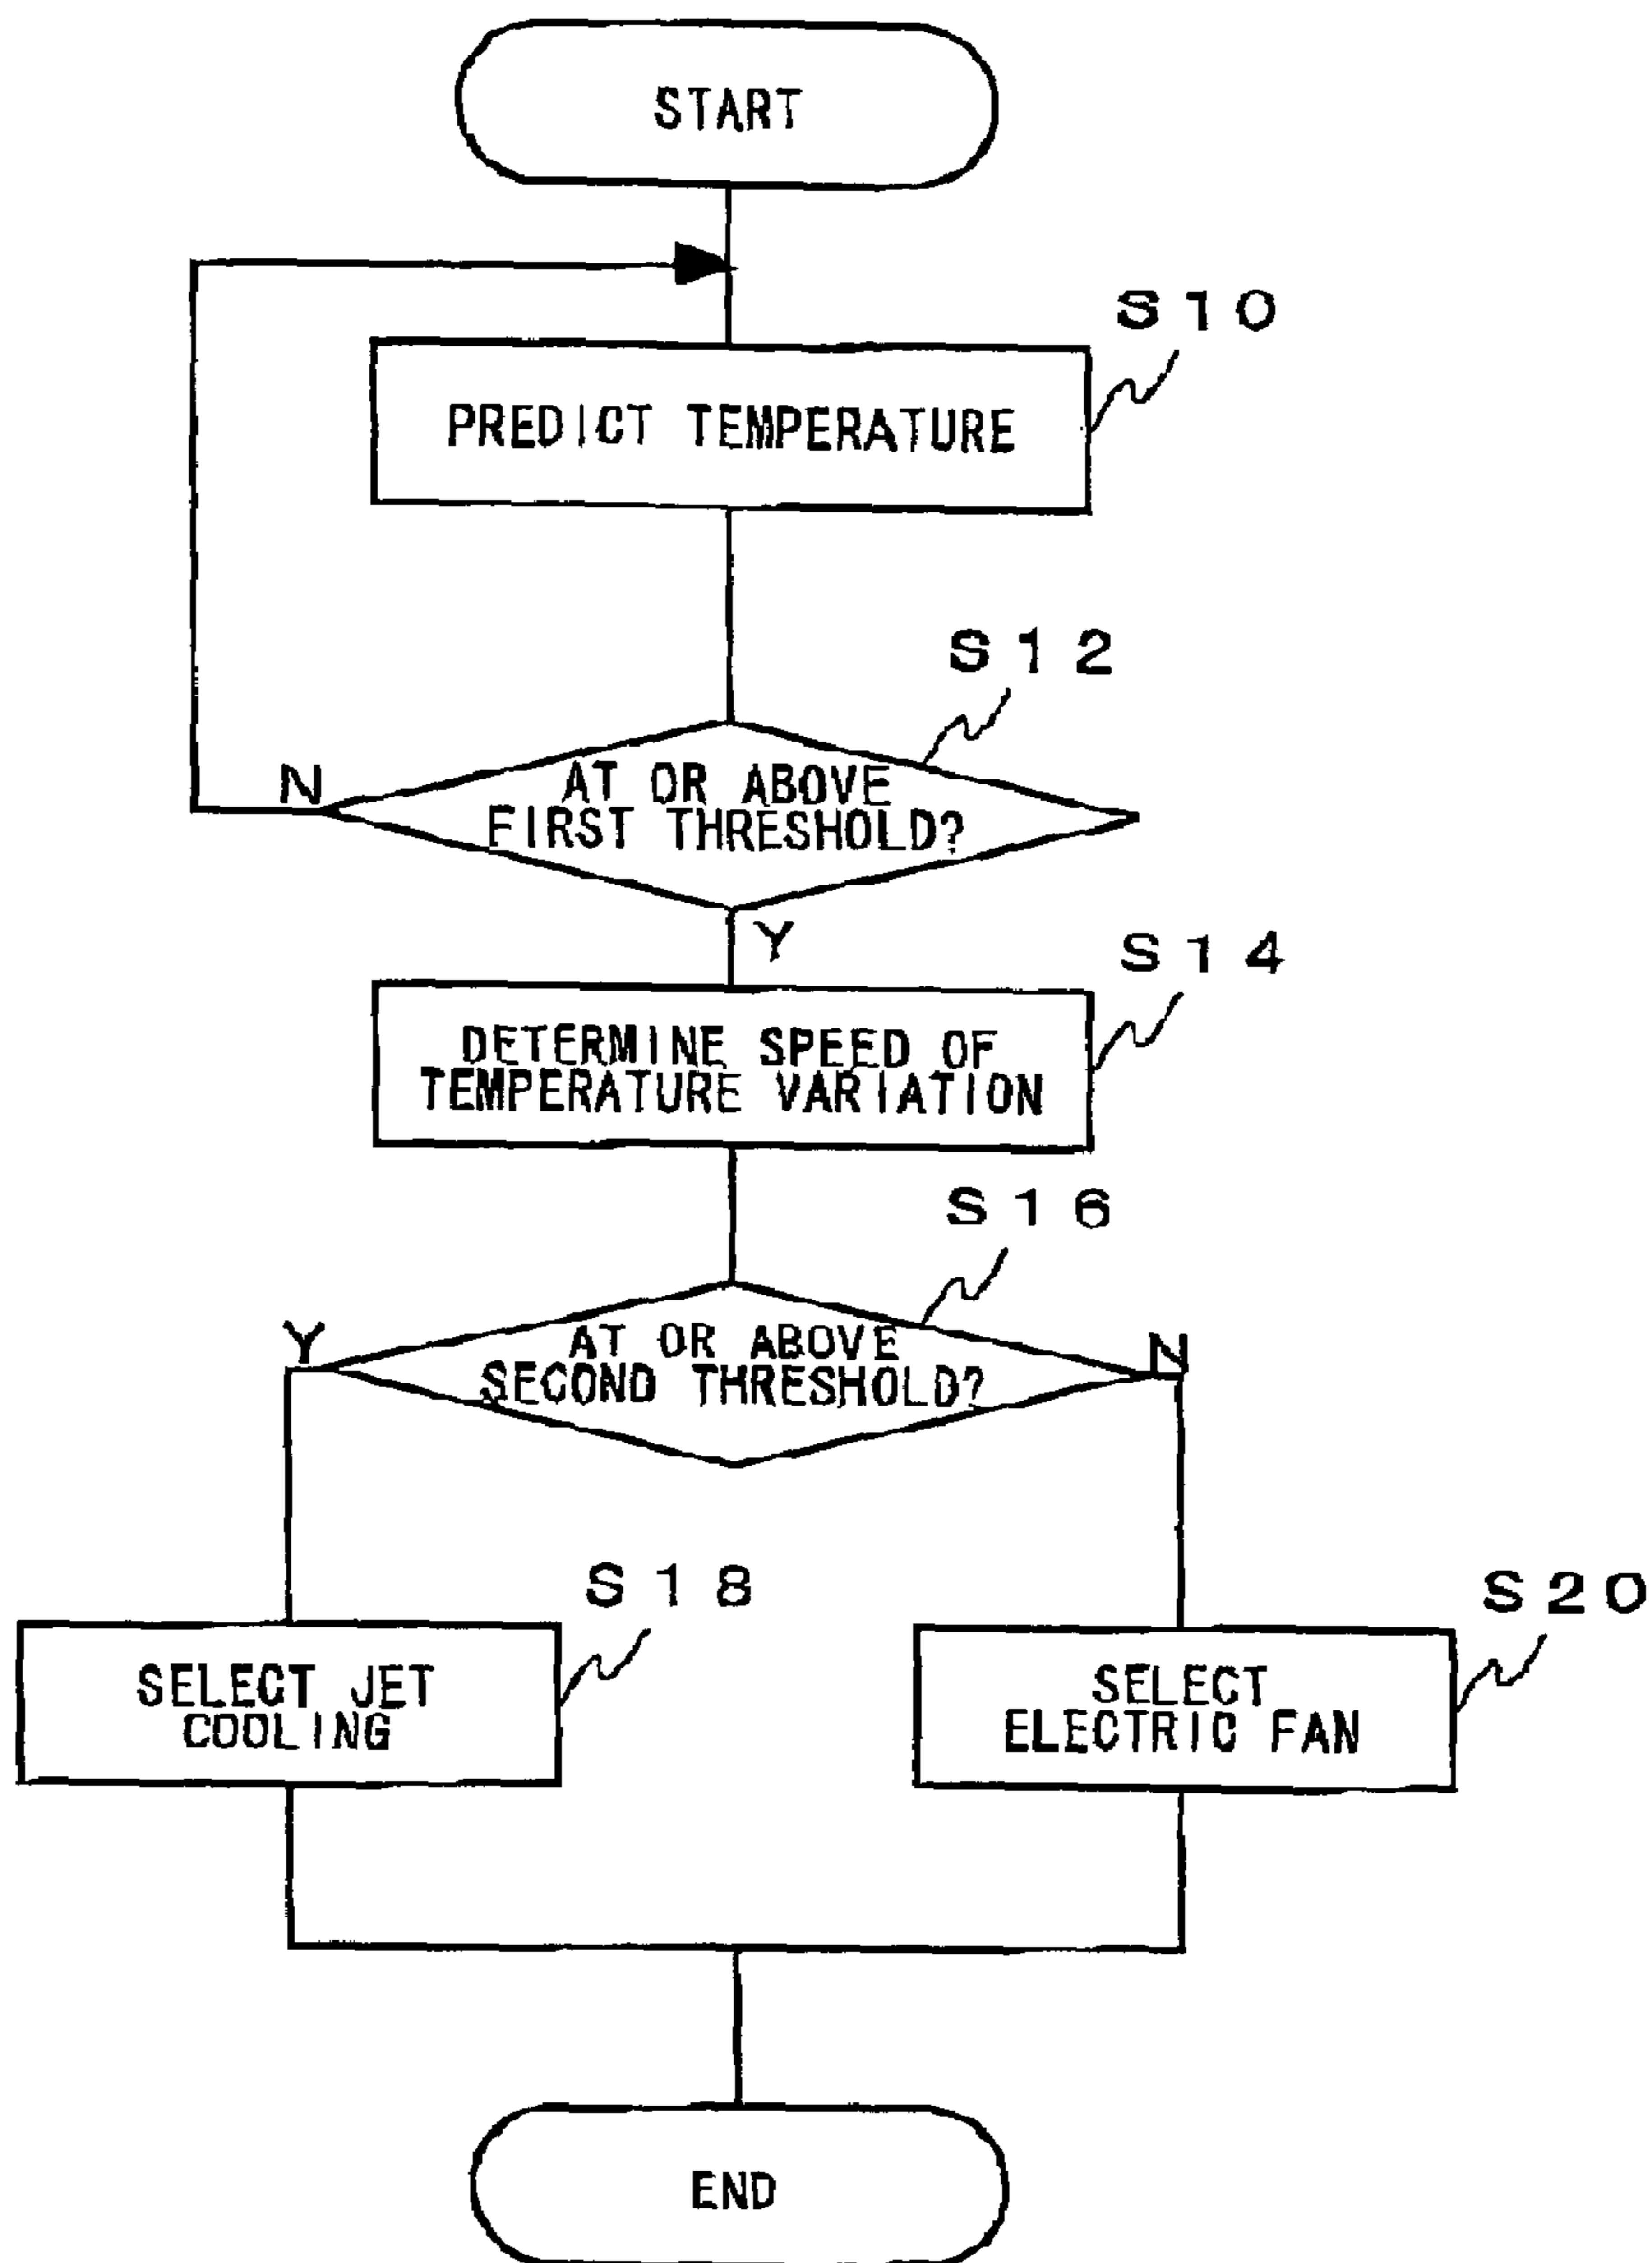 START
S10
PREDICT TEMPERATURE
S12
N
AT OR ABOVE
FIRST THRESHOLD?
Y
S14
DETERMINE SPEED OF
TEMPERATURE VARIATION
S16
Y
AT OR ABOVE
SECOND THRESHOLD?
N
S18
SELECT JET
COOLING
S20
SELECT
ELECTRIC FAN
END